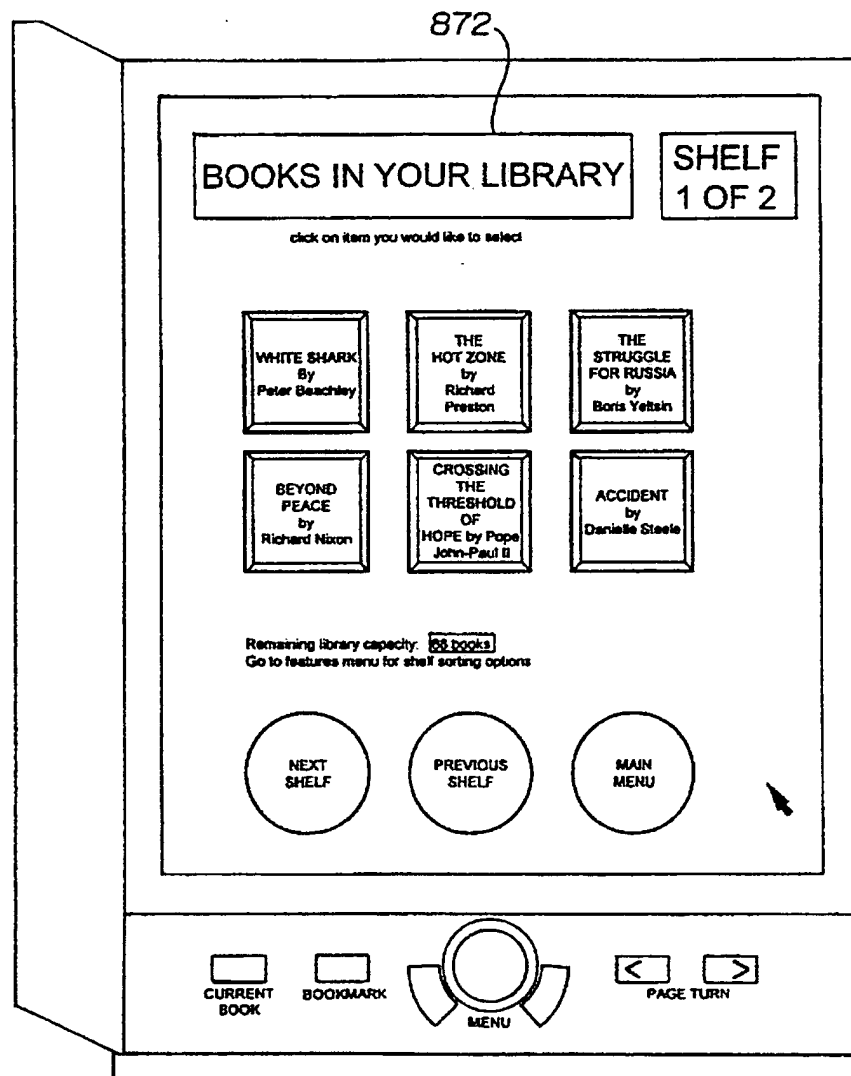 872
BOOKS IN YOUR LIBRARY
SHELF
1 OF 2
click on item you would like to select
WHITE SHARK
By
Peter Beachley
THE
HOT ZONE
by
Richard
Preston
THE
STRUGGLE
FOR RUSSIA
by
Boris Yeltsin
BEYOND
PEACE
by
Richard Nixon
CROSSING
THE
THRESHOLD
OF
HOPE by Pope
John-Paul II
ACCIDENT
by
Danielle Steele
Remaining library capacity: books
Go to features menu for shelf sorting options
NEXT
SHELF
PREVIOUS
SHELF
MAIN
MENU
CURRENT
BOOK
BOOKMARK
MENU
< >
PAGE TURN